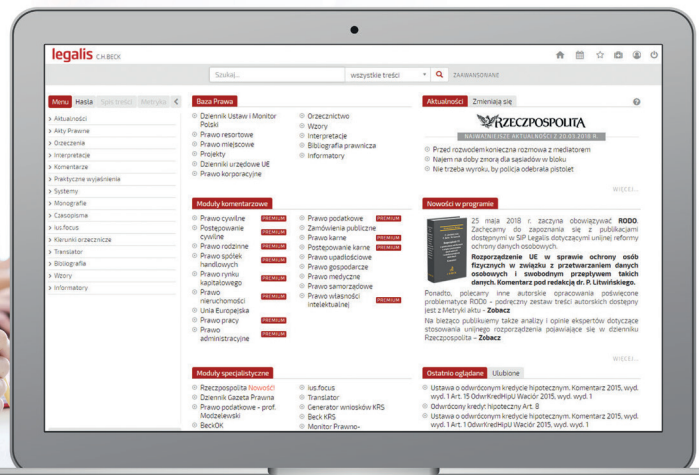 legalis C.H.BECK
Szukaj...
wszystkie treści
ZAAWANSOWANE
Menu Hasła Spis treści Metryka
Aktualności
Akty Prawne
Orzeczenia
Interpretacje
Komentarze
Praktyczne wyjaśnienia
Systemy
Monografie
Czasopisma
ius.focus
Kierunki orzecznicze
Translator
Bibliografia
Wzory
Informatory
Baza Prawa
Dziennik Ustaw i Monitor
Polski
Prawo resortowe
Prawo miejscowe
Projekty
Dzienniki urzędowe UE
Prawo korporacyjne
Orzecznictwo
Wzory
Interpretacje
Bibliografia prawnicza
Informatory
Moduły komentarzowe
Prawo cywilne PREMIUM
Postępowanie PREMIUM
cywilne
Prawo rodzinne PREMIUM
Prawo spółek PREMIUM
handlowych
Prawo rynku PREMIUM
kapitałowego
Prawo PREMIUM
nieruchomości
Unia Europejska
Prawo pracy PREMIUM
Prawo PREMIUM
administracyjne
Prawo podatkowe PREMIUM
Zamówienia publiczne
Prawo karne PREMIUM
Postępowanie karne PREMIUM
Prawo upadłościowe
Prawo gospodarcze
Prawo medyczne
Prawo samorządowe
Prawo własności PREMIUM
intelektualnej
Moduły specjalistyczne
Rzeczpospolita Nowość!
Dziennik Gazeta Prawna
Prawo podatkowe - prof.
Modzelewski
BeckOK
ius.focus
Translator
Generator wniosków KRS
Beck KRS
Monitor Prawno-
Aktualności Zmieniają się
RZECZPOSPOLITA
NAJWAŻNIEJSZE AKTUALNOŚCI Z 20.03.2018 R.
Przed rozwodem konieczna rozmowa z mediatorem
Najem na doby zmorą dla sąsiadów w bloku
Nie trzeba wyroku, by policja odebrała pistolet
WIĘCEJ...
Nowości w programie
25 maja 2018 r. zaczyna obowiązywać RODO.
Zachęcamy do zapoznania się z publikacjami
dostępnymi w SIP Legalis dotyczącymi unijnej reformy
ochrony danych osobowych.
Rozporządzenie UE w sprawie ochrony osób
fizycznych w związku z przetwarzaniem danych
osobowych i swobodnym przepływem takich
danych. Komentarz pod redakcją dr. P. Litwińskiego.
Ponadto, polecamy inne autorskie opracowania poświęcone
problematyce RODO - podręczny zestaw treści autorskich dostępny
jest z Metryki aktu - Zobacz
Na bieżąco publikujemy także analizy i opinie ekspertów dotyczące
stosowania unijnego rozporządzenia pojawiające się w dzienniku
Rzeczpospolita - Zobacz
WIĘCEJ...
Ostatnio oglądane Ulubione
Ustawa o odwróconym kredycie hipotecznym. Komentarz 2015, wyd.
wyd. 1 Art. 15 OdwrKredHipU Waciór 2015, wyd. wyd. 1
Odwrócony kredyt hipoteczny Art. 8
Ustawa o odwróconym kredycie hipotecznym. Komentarz 2015, wyd.
wyd. 1 Art. 1 OdwrKredHipU Waciór 2015, wyd. wyd. 1